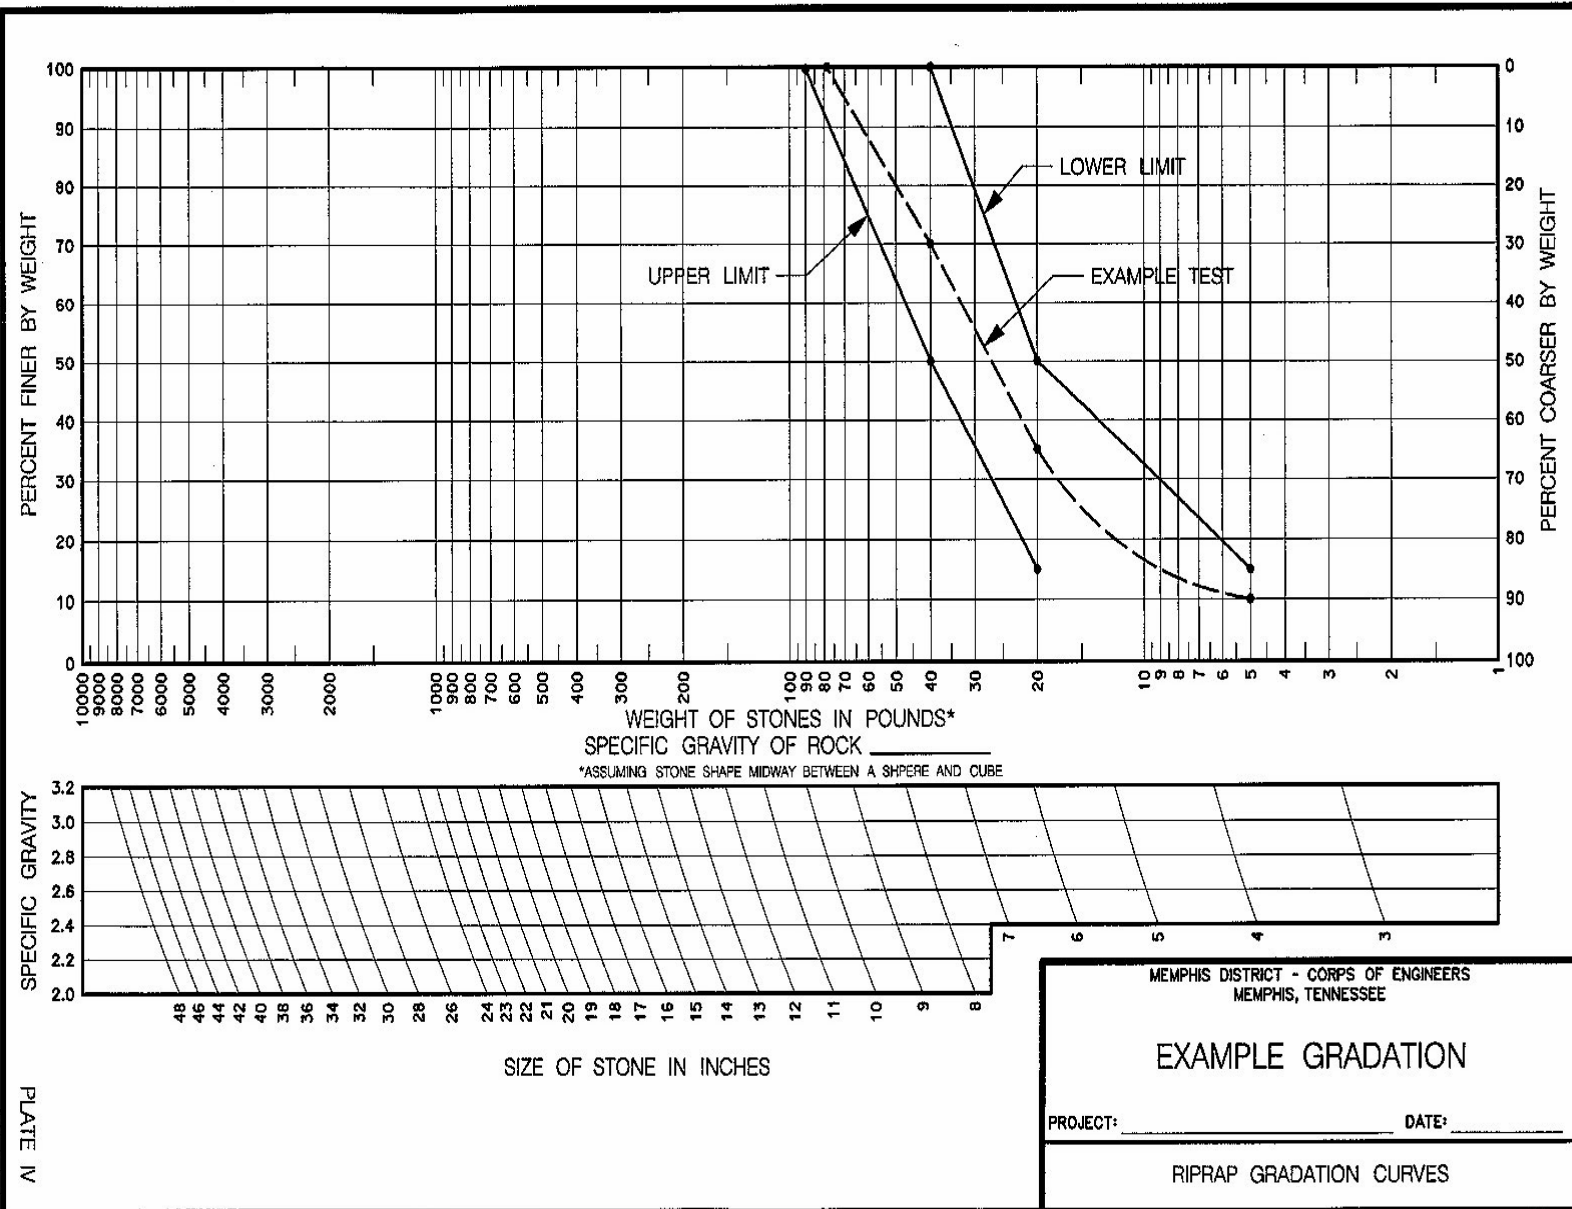 100
90
80
70
60
50
40
30
20
10
0
PERCENT FINER BY WEIGHT
0
10
20
30
40
50
60
70
80
90
100
PERCENT COARSER BY WEIGHT
LOWER LIMIT
UPPER LIMIT
EXAMPLE TEST
10000 9000 8000 7000 6000 5000 4000 3000 2000 1000 900 800 700 600 500 400 300 200 100 90 80 70 60 50 40 30 20 10 9 8 7 6 5 4 3 2 1
WEIGHT OF STONES IN POUNDS*
SPECIFIC GRAVITY OF ROCK
*ASSUMING STONE SHAPE MIDWAY BETWEEN A SHPERE AND CUBE
SPECIFIC GRAVITY
3.2
3.0
2.8
2.6
2.4
2.2
2.0
7 6 5 4 3
48 46 44 42 40 38 36 34 32 30 28 26 24 23 22 21 20 19 18 17 16 15 14 13 12 11 10 9 8
SIZE OF STONE IN INCHES
MEMPHIS DISTRICT - CORPS OF ENGINEERS
MEMPHIS, TENNESSEE
EXAMPLE GRADATION
PROJECT: DATE:
RIPRAP GRADATION CURVES
PLATE IV